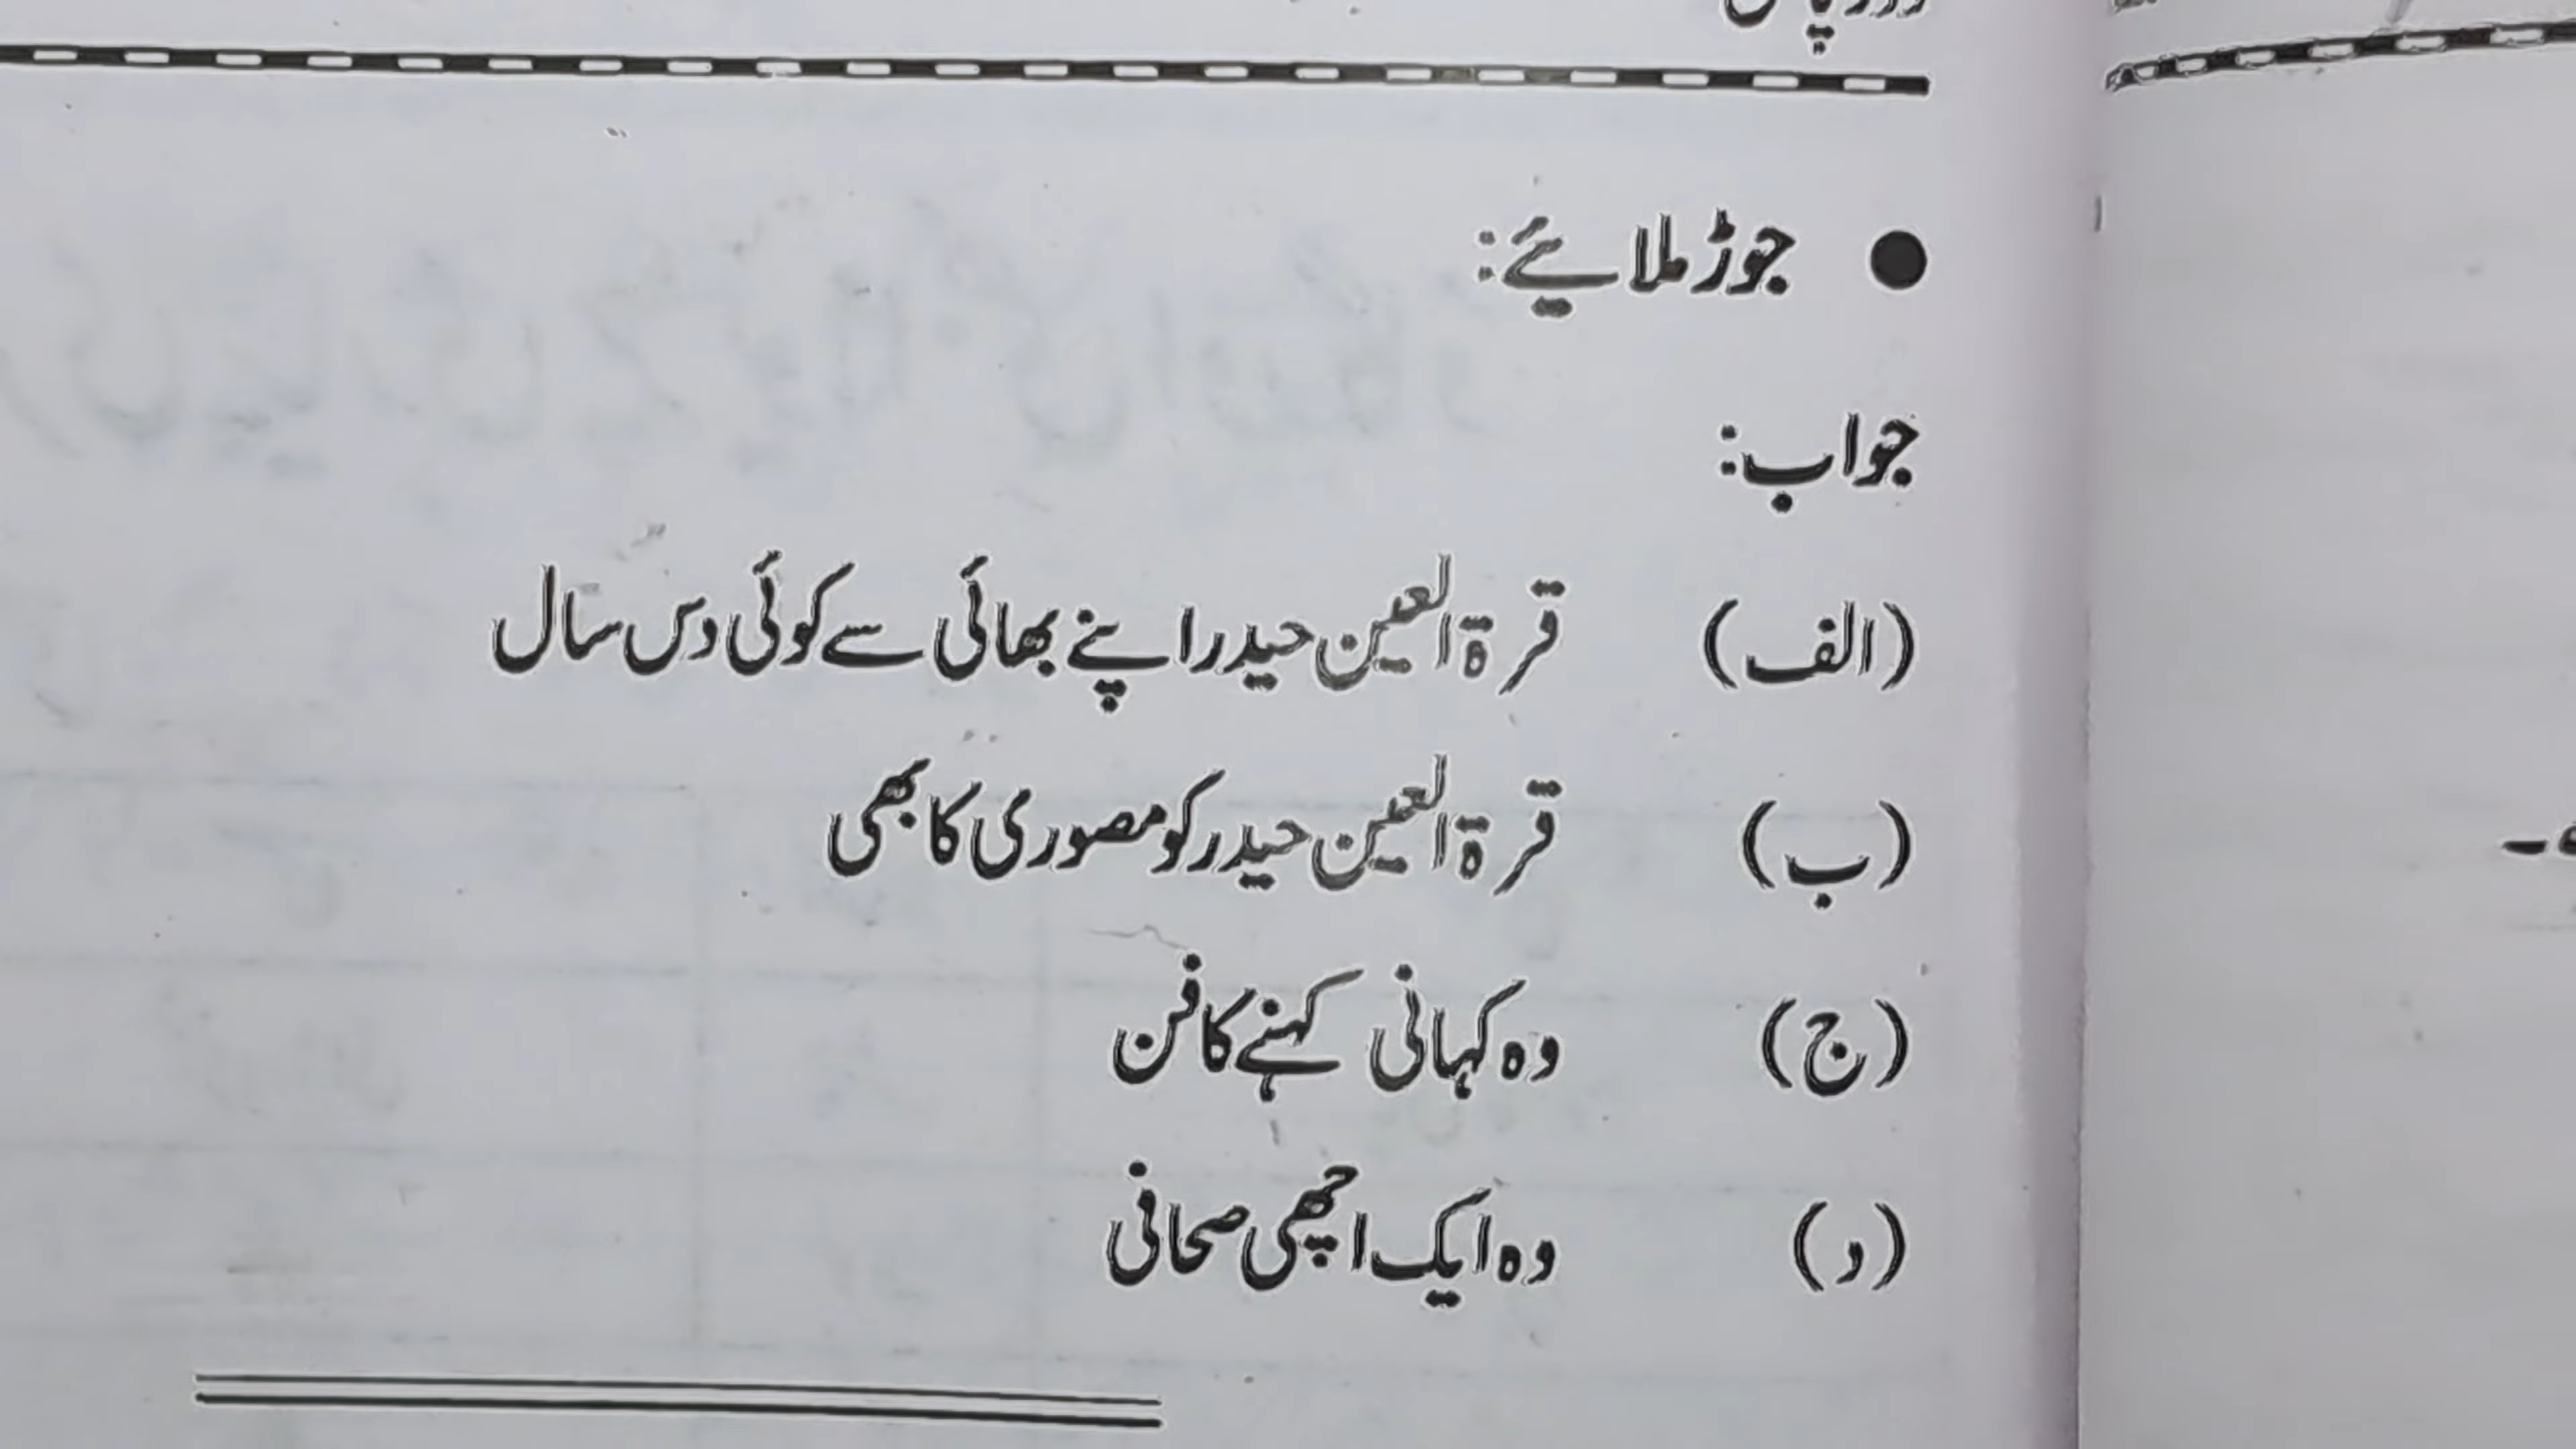 ● جوڑ ملایئے:
جواب:
(الف) قرۃ العین حیدر اپنے بھائی سے کوئی دس سال
(ب) قرۃ العین حیدر کو مصوری کا بھی
(ج) وہ کہانی کہنے کا فن
(د) وہ ایک اچھی صحافی